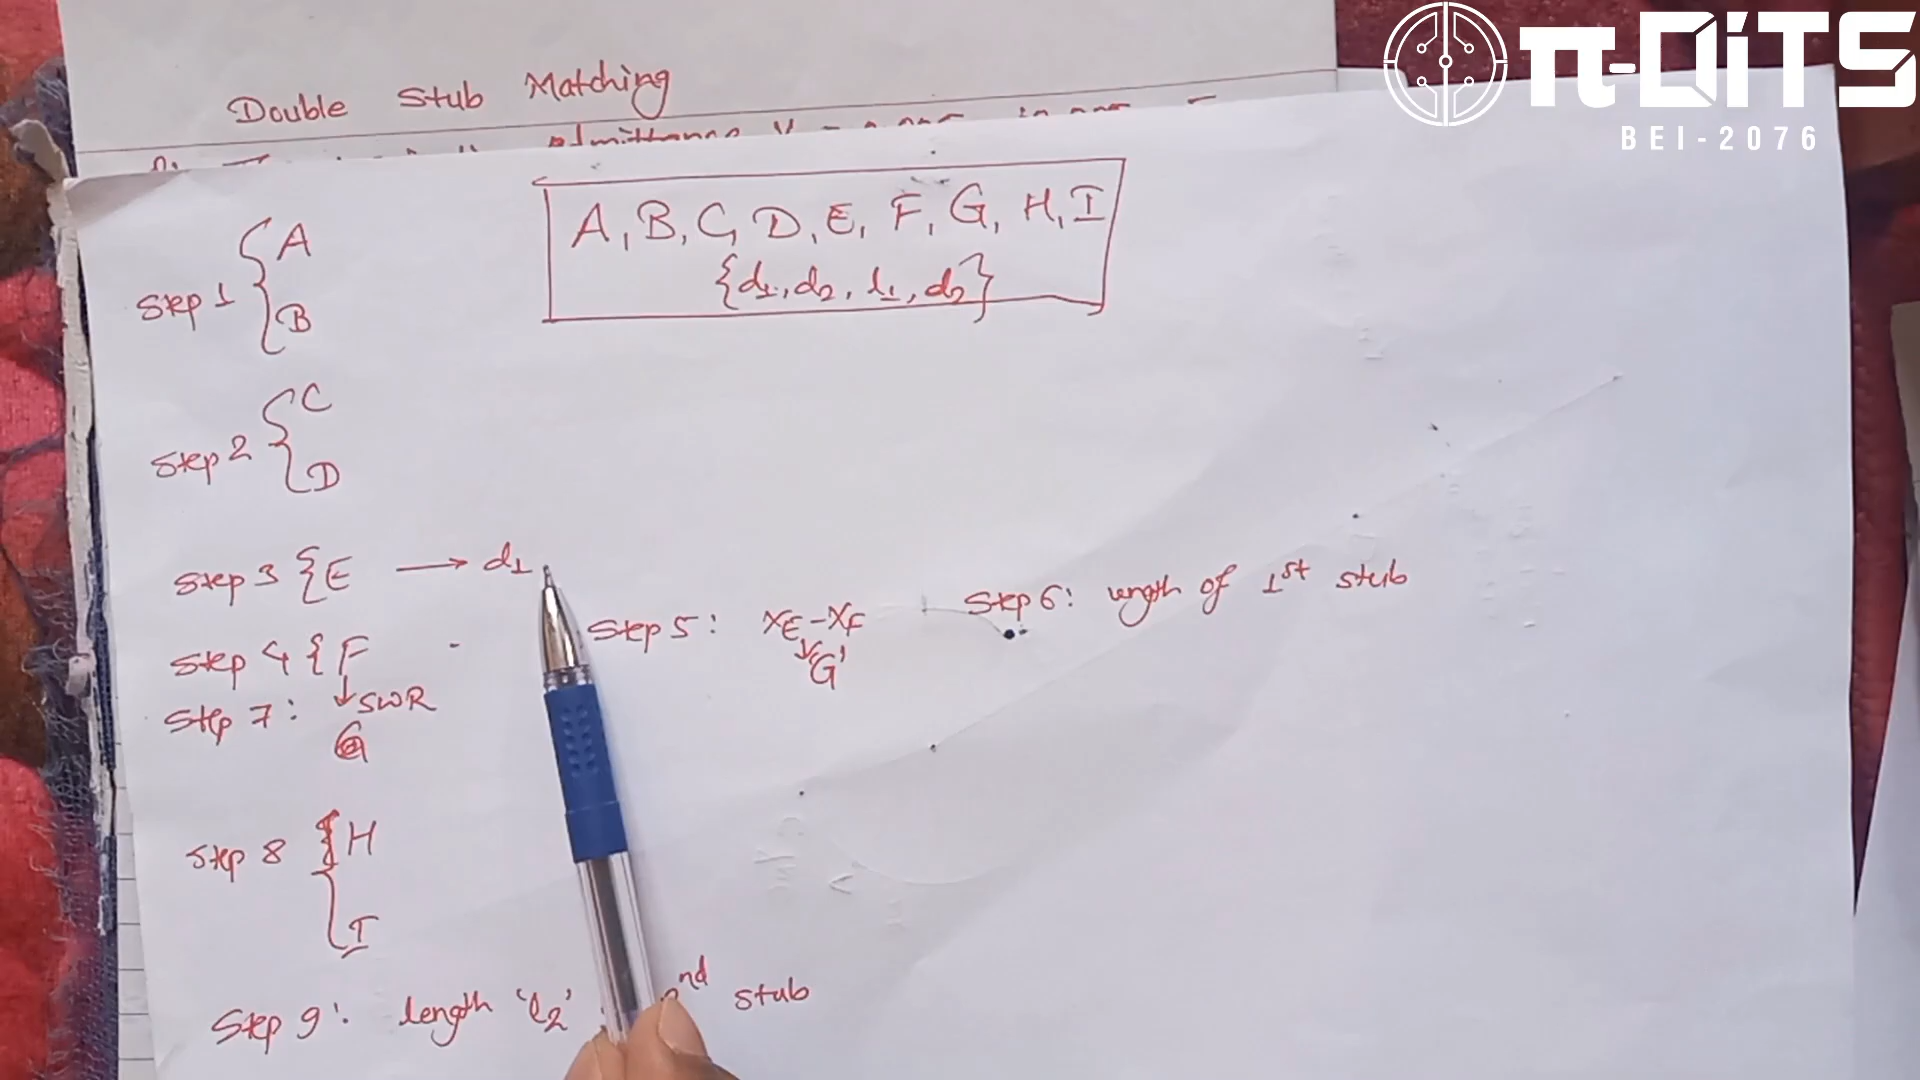 π-DiTS
BEI-2076
Double Stub Matching
A, B, C, D, E, F, G, H, I
{d1, d2, l1, d2}
Step 1 { A
B
Step 2 { C
D
Step 3 { E → d1
Step 4 { F
Step 5: XE - XF
G'
Step 6: length of 1st stub
Step 7: ↓ SWR
G
Step 8 { H
I
Step 9: length 'l2' nd stub